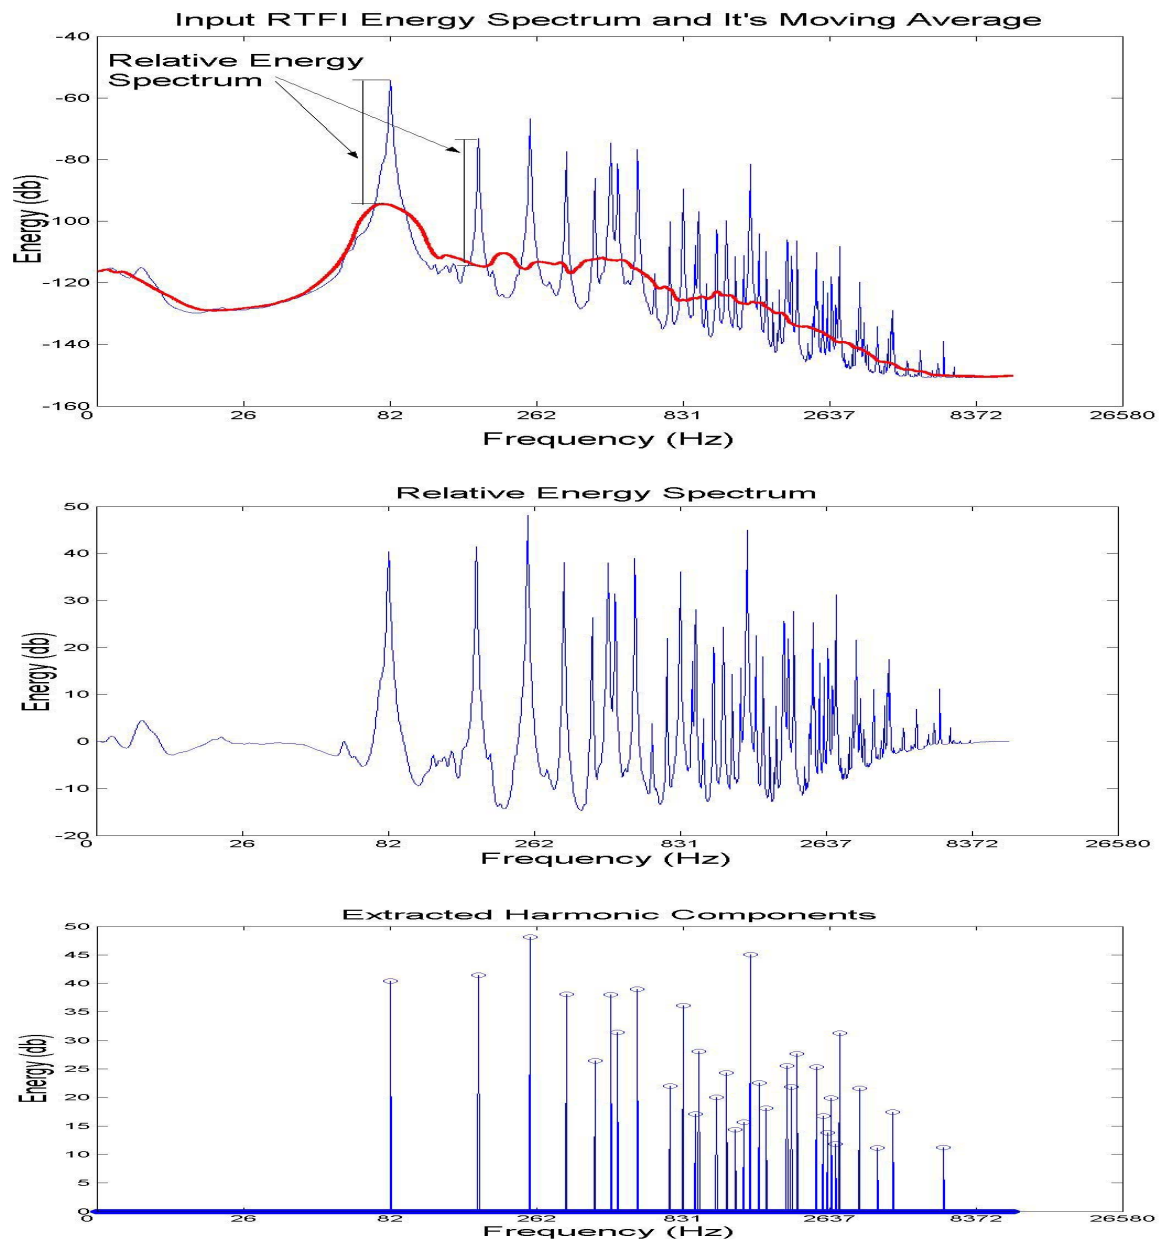 Input RTFI Energy Spectrum and It's Moving Average
Relative Energy
Spectrum
Energy (db)
-40
-60
-80
-100
-120
-140
-160
0 26 82 262 831 2637 8372 26580
Frequency (Hz)
Relative Energy Spectrum
Energy (db)
50
40
30
20
10
0
-10
-20
0 26 82 262 831 2637 8372 26580
Frequency (Hz)
Extracted Harmonic Components
Energy (db)
50
45
40
35
30
25
20
15
10
5
0
0 26 82 262 831 2637 8372 26580
Frequency (Hz)